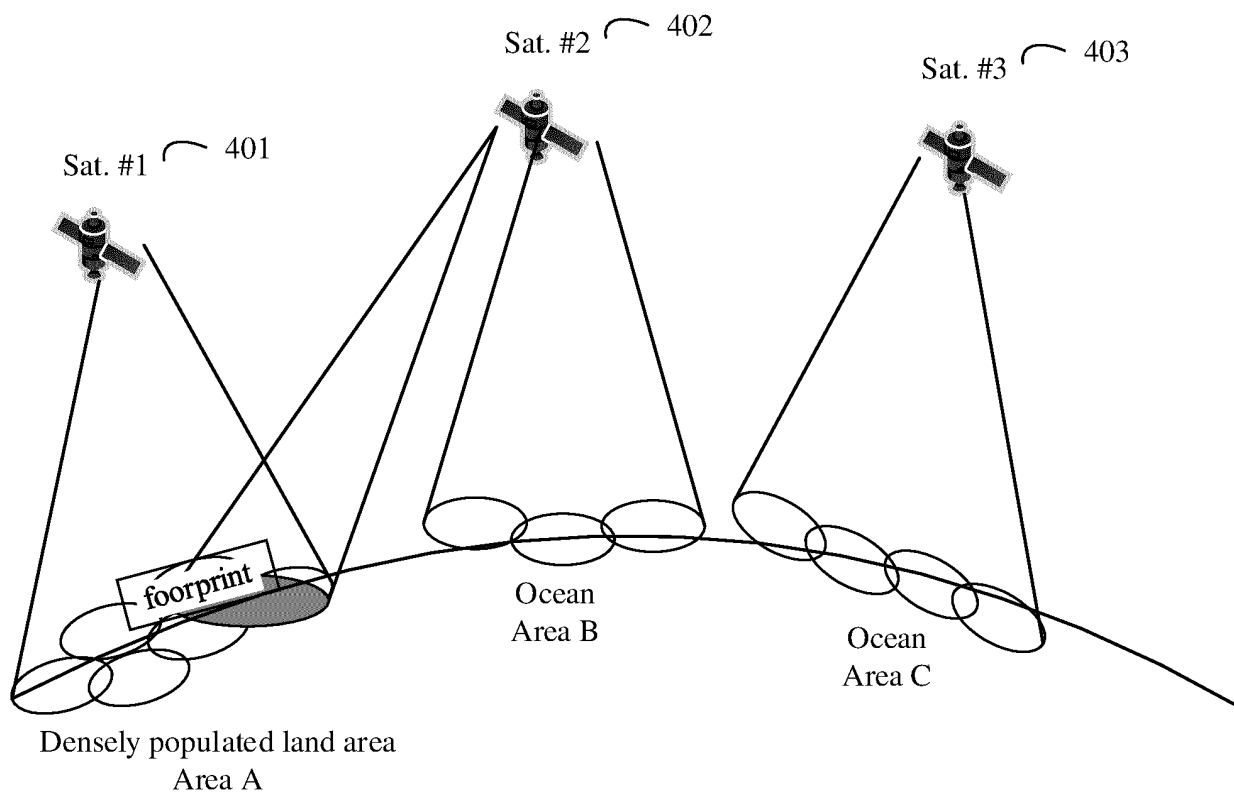 Sat. #1
401
Sat. #2
402
Sat. #3
403
foorprint
Ocean
Area B
Ocean
Area C
Densely populated land area
Area A